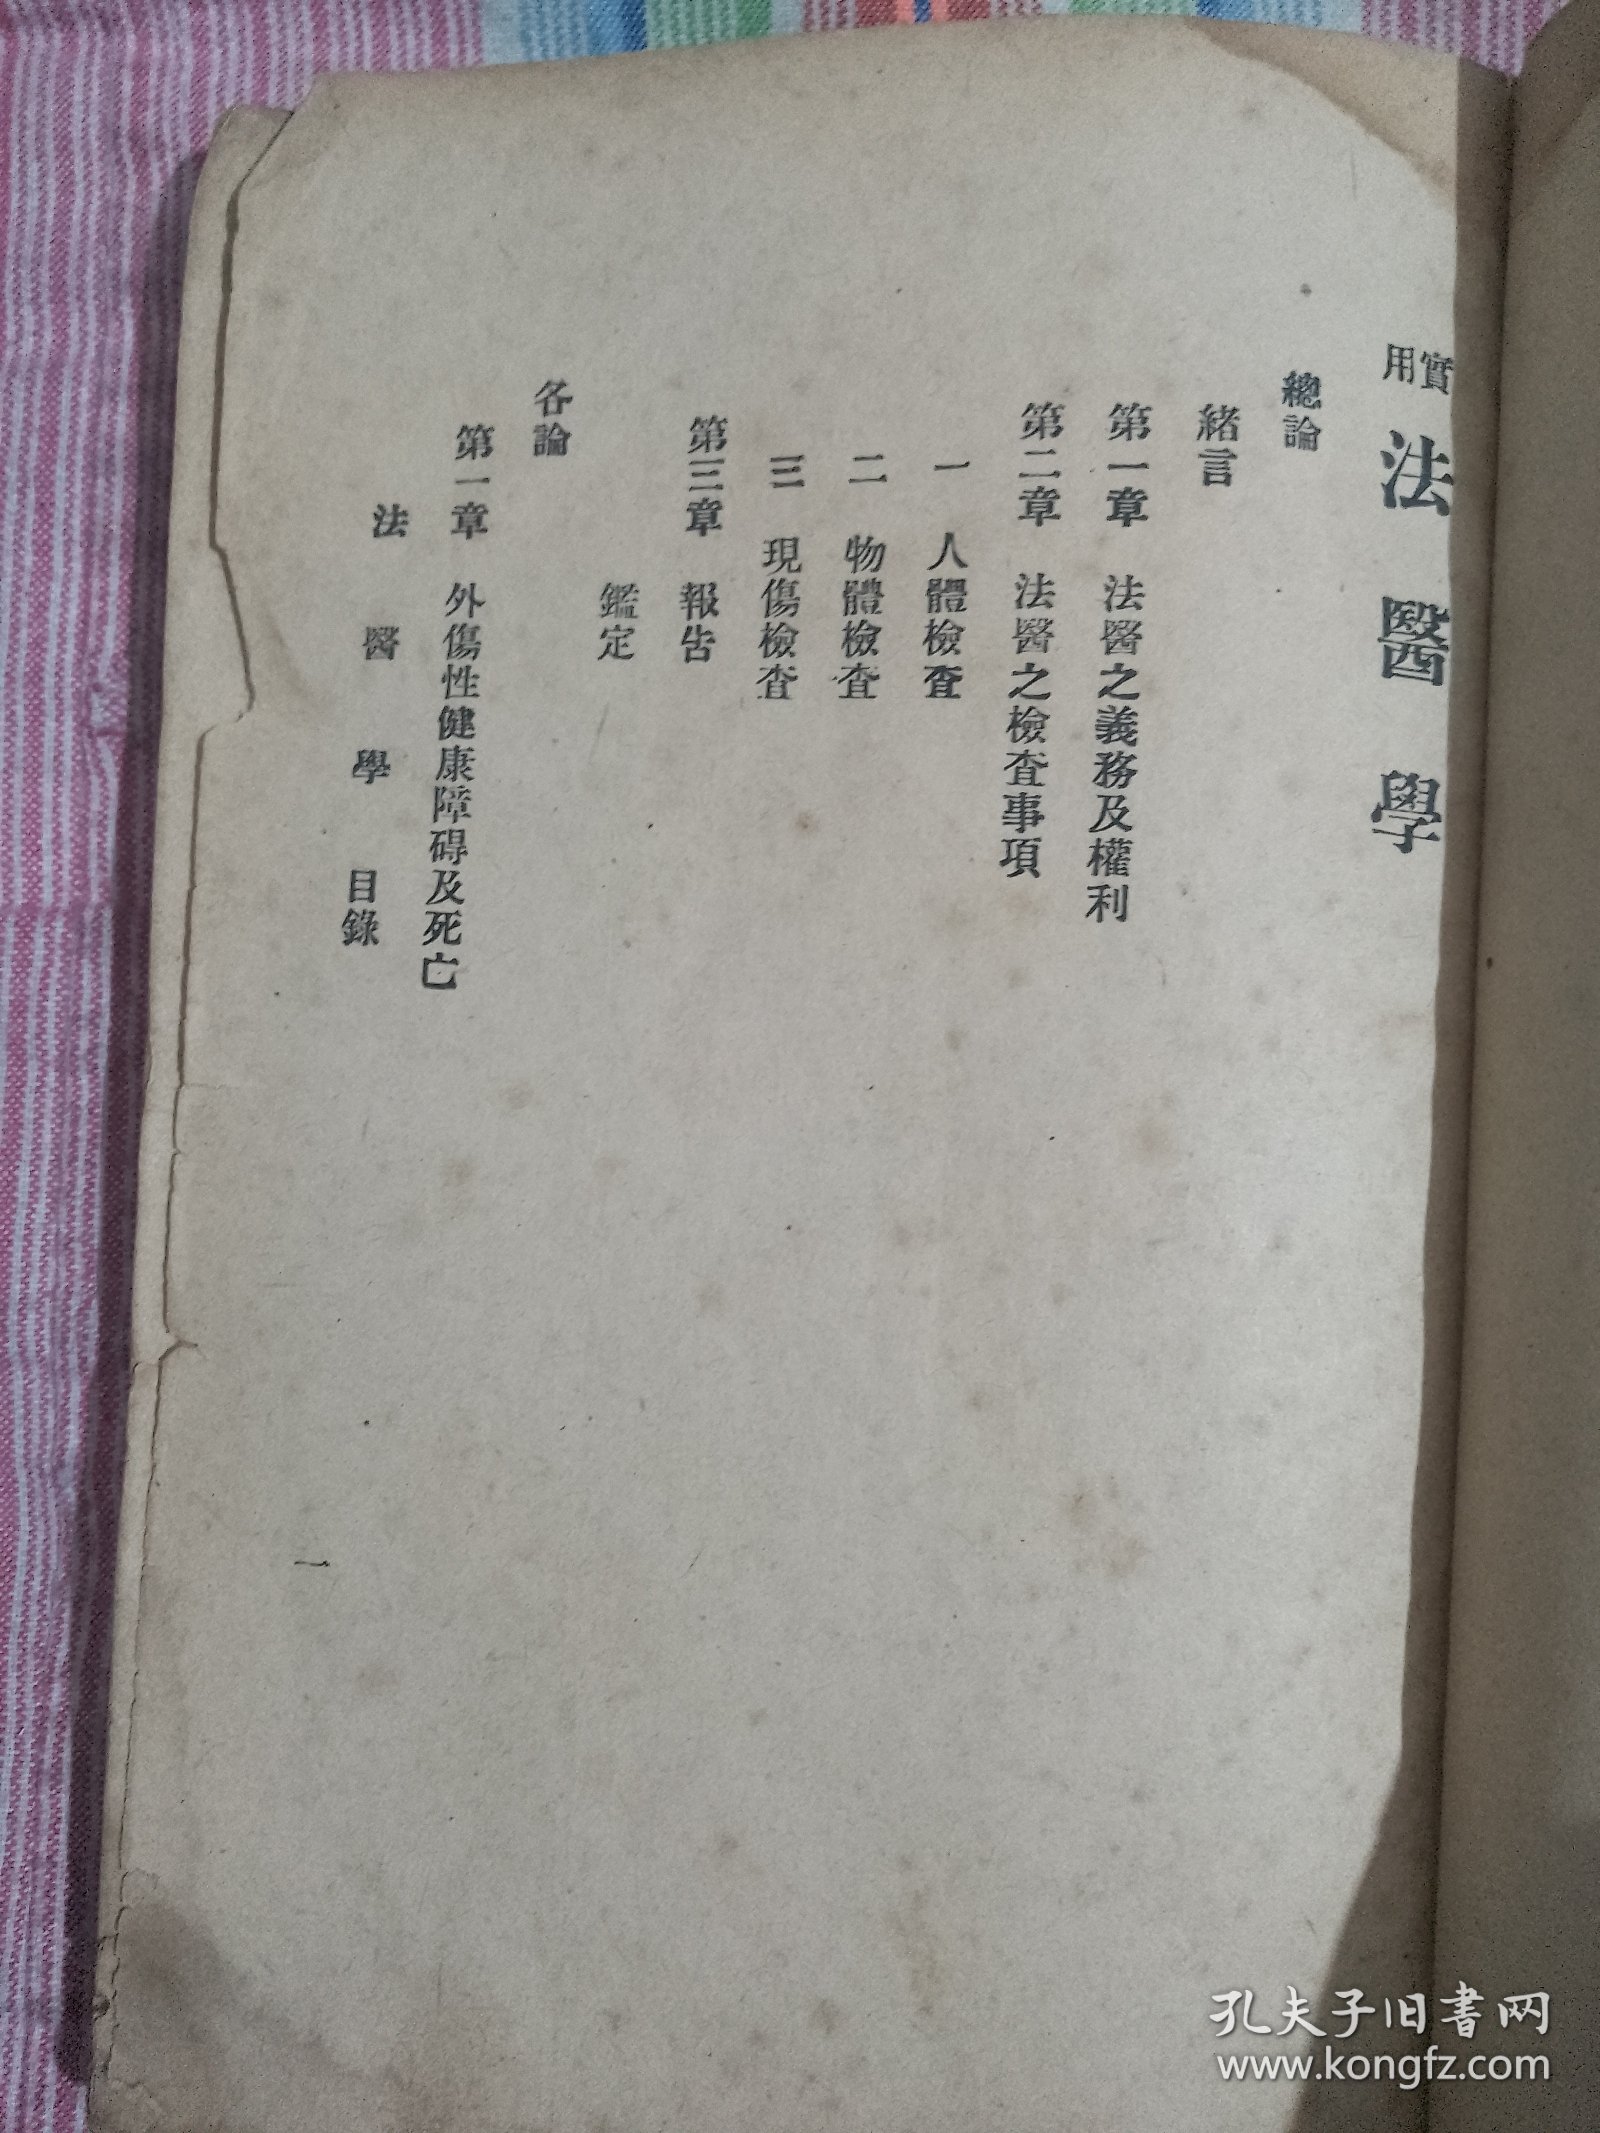 實用 法醫學
總論
緒言
第一章 法醫之義務及權利
第二章 法醫之檢查事項
一 人體檢查
二 物體檢查
三 現傷檢查
第三章 報告
鑑定
各論
第一章 外傷性健康障碍及死亡
法醫學 目錄
一
孔夫子旧书网
www.kongfz.com